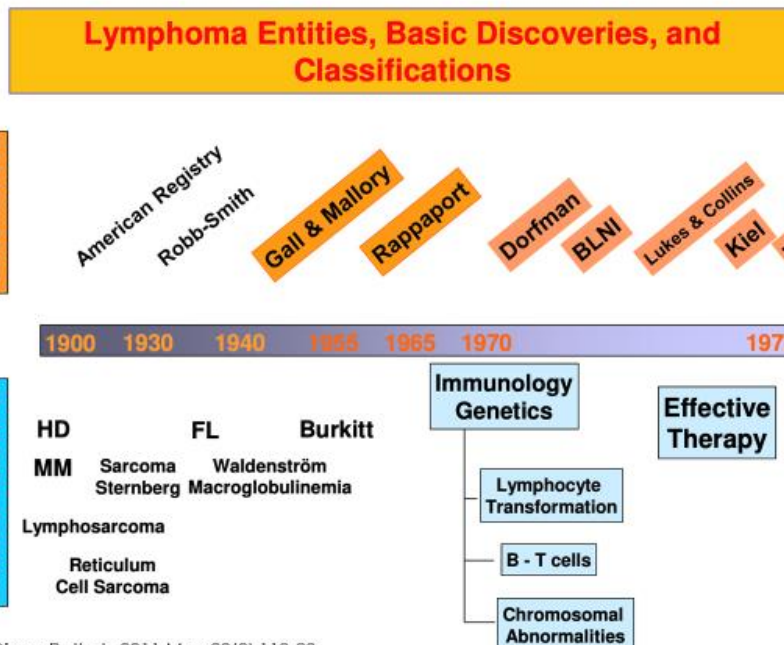 Lymphoma Entities, Basic Discoveries, and
Classifications
American Registry
Robb-Smith
Gall & Mallory
Rappaport
Dorfman
BLNI
Lukes & Collins
Kiel
1900 1930 1940 1955 1965 1970 197
HD FL Burkitt
MM
Sarcoma
Sternberg
Waldenström
Macroglobulinemia
Lymphosarcoma
Reticulum
Cell Sarcoma
Immunology
Genetics
Effective
Therapy
Lymphocyte
Transformation
B - T cells
Chromosomal
Abnormalities